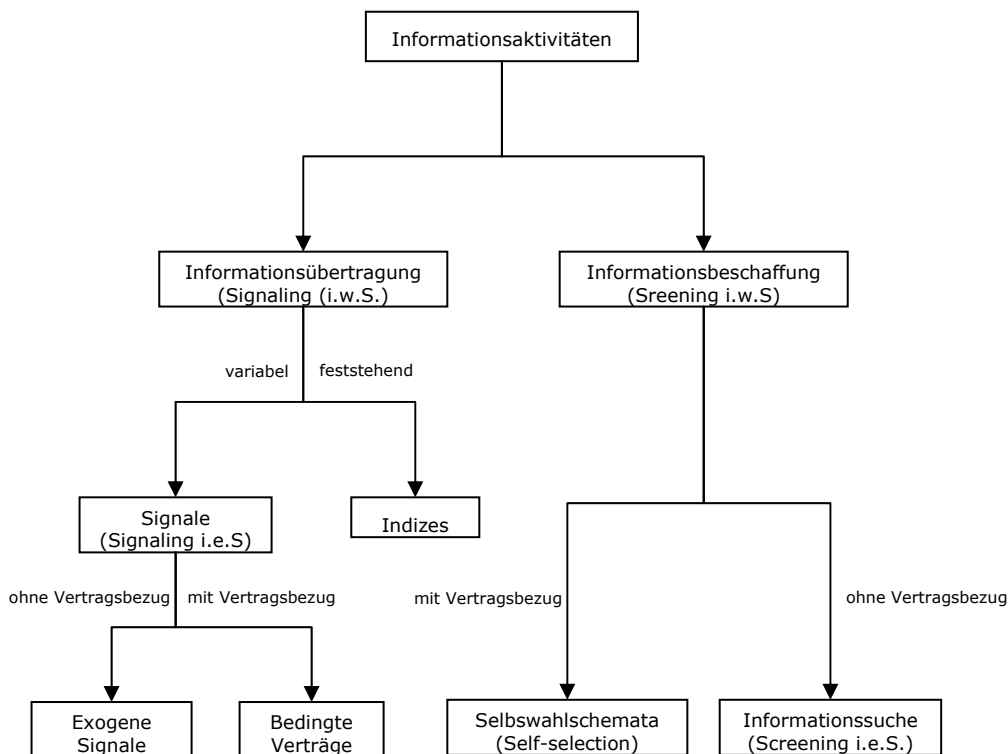 Informationsaktivitäten
Informationsübertragung
(Signaling (i.w.S.)
Informationsbeschaffung
(Sreening i.w.S)
variabel
feststehend
Signale
(Signaling i.e.S)
Indizes
ohne Vertragsbezug
mit Vertragsbezug
mit Vertragsbezug
ohne Vertragsbezug
Exogene
Signale
Bedingte
Verträge
Selbswahlschemata
(Self-selection)
Informationssuche
(Screening i.e.S.)